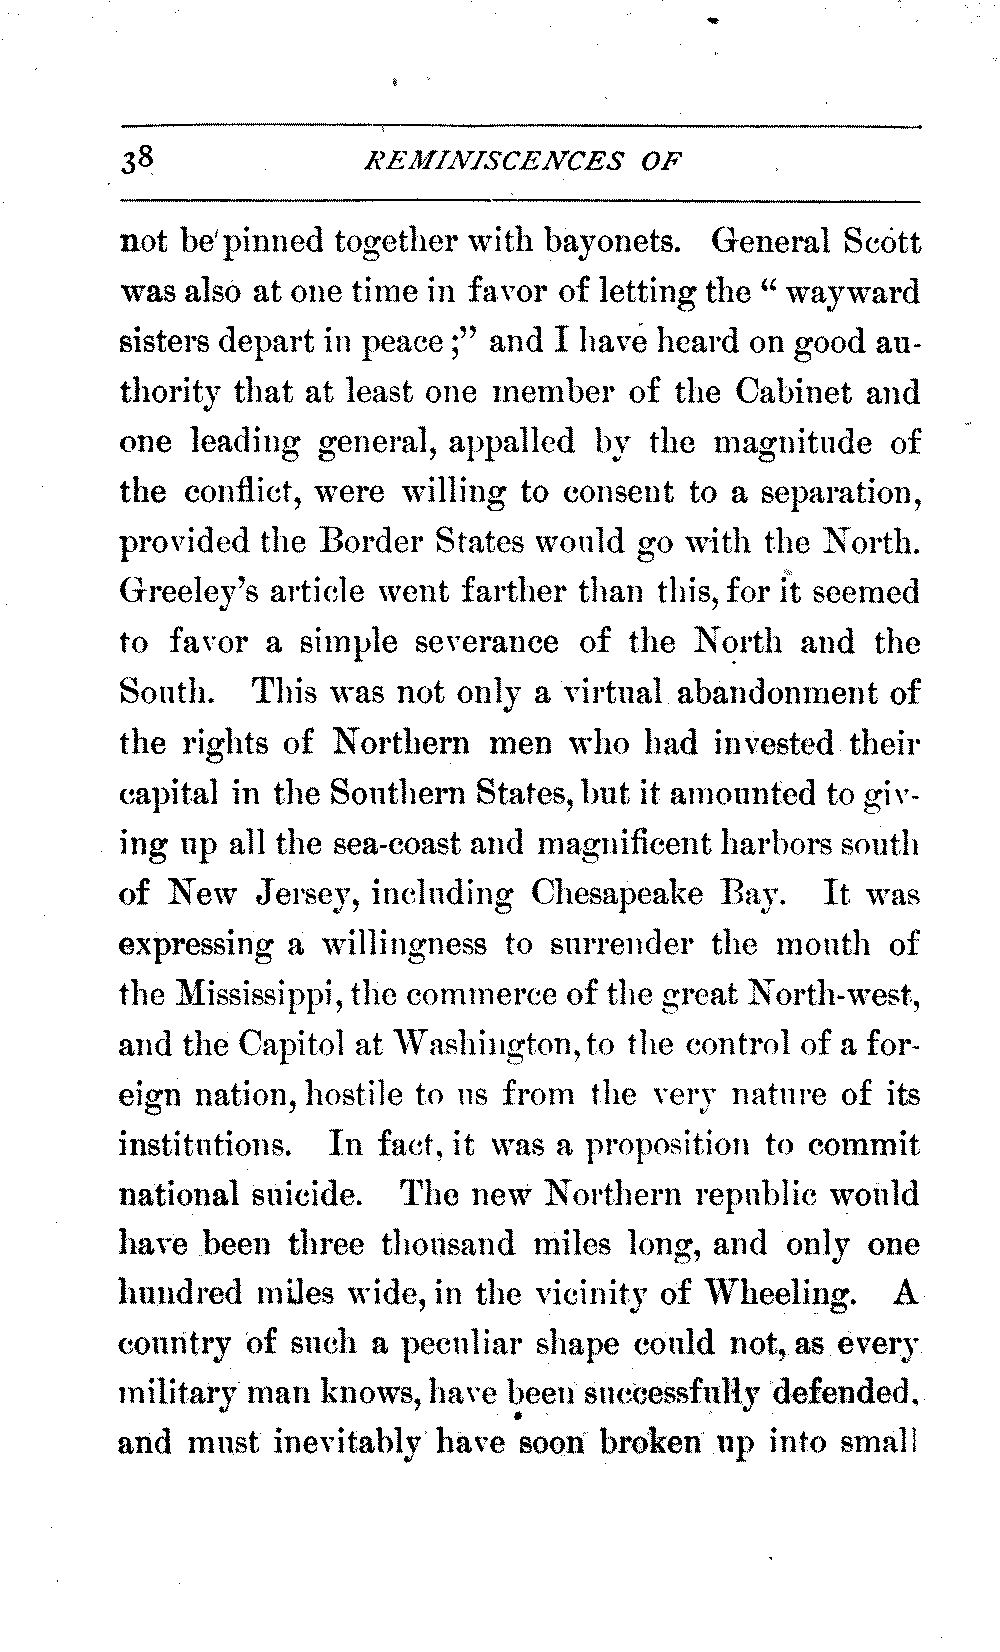 38 REMINISCENCES OF
not be pinned together with bayonets. General Scott
was also at one time in favor of letting the “ wayward
sisters depart in peace ;” and I have heard on good au-
thority that at least one member of the Cabinet and
one leading general, appalled by the magnitude of
the conflict, were willing to consent to a separation,
provided the Border States would go with the North.
Greeley’s article went farther than this, for it seemed
to favor a simple severance of the North and the
South. This was not only a virtual abandonment of
the rights of Northern men who had invested their
capital in the Southern States, but it amounted to giv-
ing up all the sea-coast and magnificent harbors south
of New Jersey, including Chesapeake Bay. It was
expressing a willingness to surrender the mouth of
the Mississippi, the commerce of the great North-west,
and the Capitol at Washington, to the control of a for-
eign nation, hostile to us from the very nature of its
institutions. In fact, it was a proposition to commit
national suicide. The new Northern republic would
have been three thousand miles long, and only one
hundred miles wide, in the vicinity of Wheeling. A
country of such a peculiar shape could not, as every
military man knows, have been successfully defended,
and must inevitably have soon broken up into small